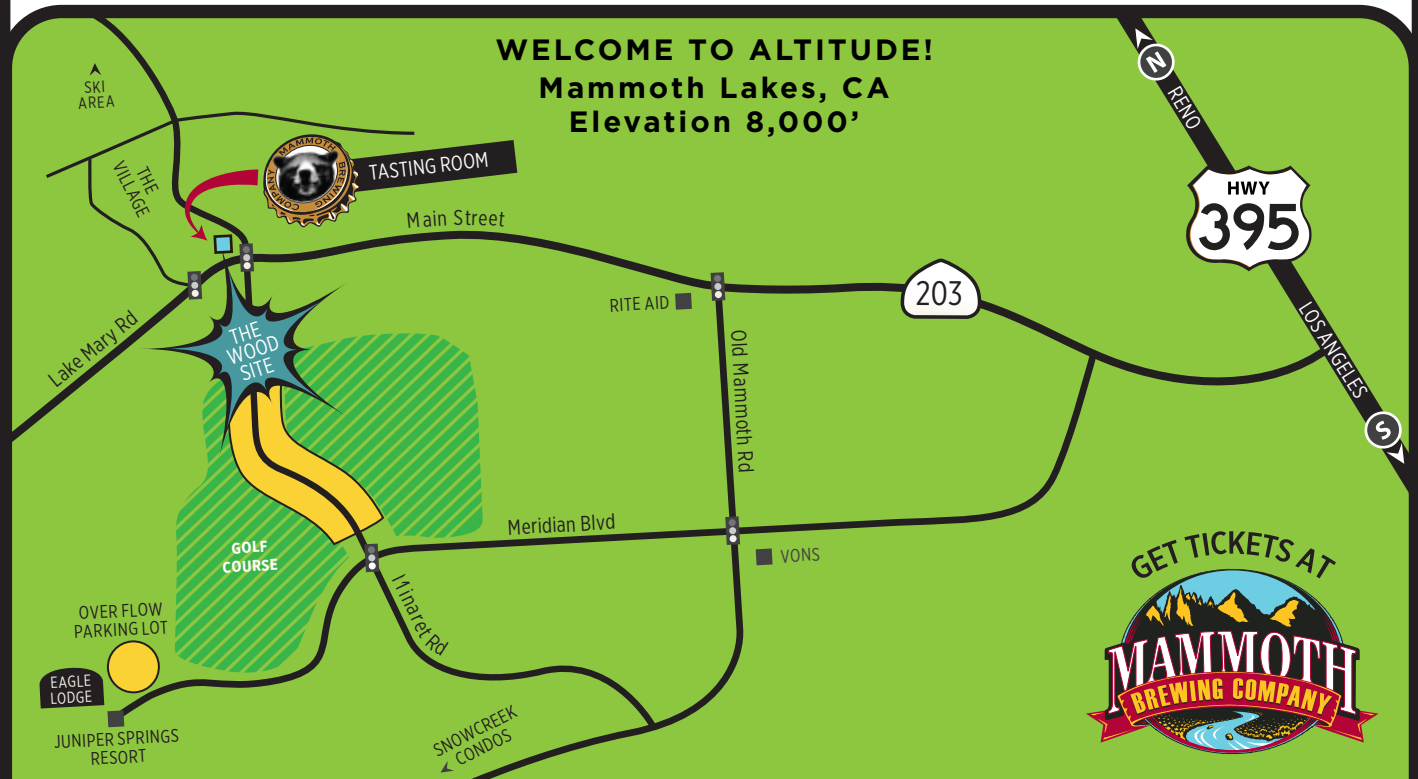 WELCOME TO ALTITUDE!
Mammoth Lakes, CA
Elevation 8,000’
SKI
AREA
THE
VILLAGE
MAMMOTH
BREWING
COMPANY
TASTING ROOM
Main Street
N
RENO
HWY
395
LOS ANGELES
S
203
RITE AID
Lake Mary Rd
THE
WOOD
SITE
Old Mammoth Rd
Meridian Blvd
VONS
GOLF
COURSE
Minaret Rd
OVER FLOW
PARKING LOT
EAGLE
LODGE
JUNIPER SPRINGS
RESORT
SNOWCREEK
CONDOS
GET TICKETS AT
MAMMOTH
BREWING COMPANY